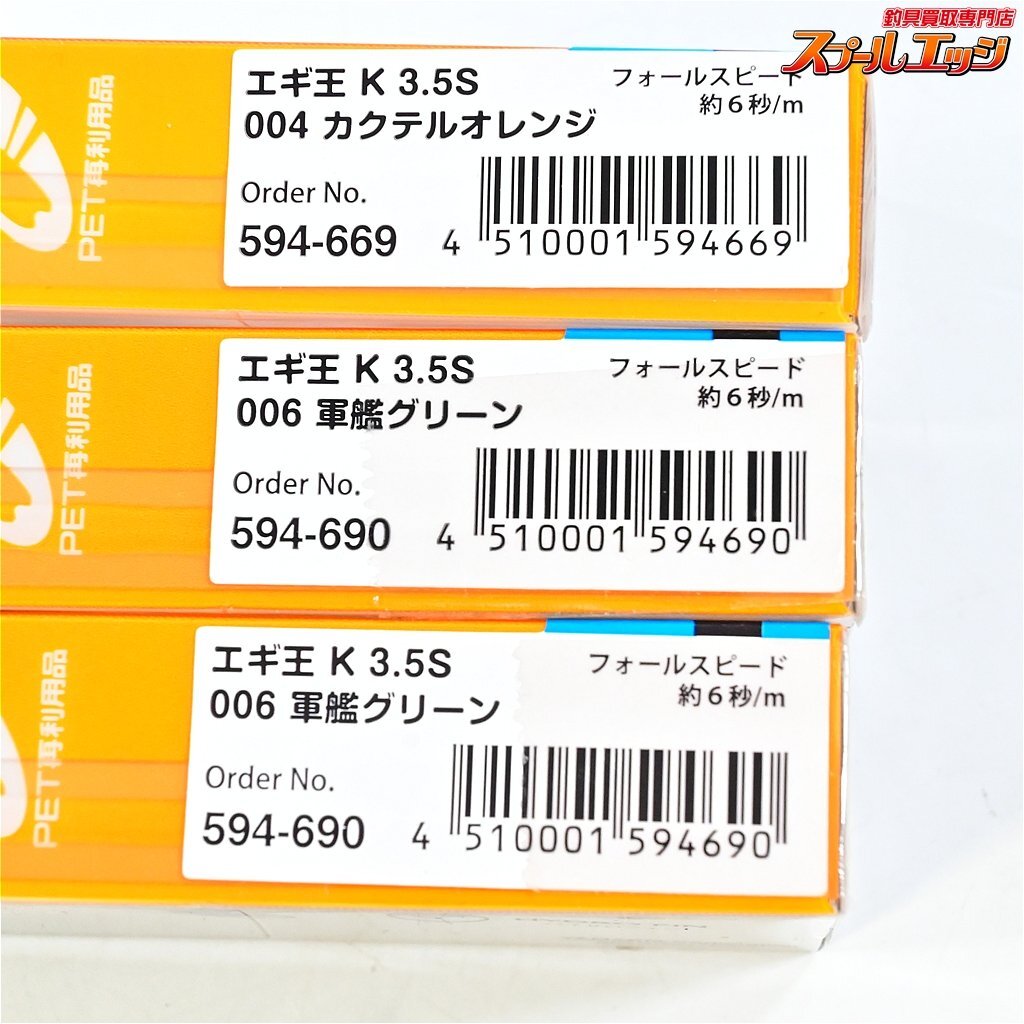 釣具買取専門店
スプールエッジ
PET再利用品
エギ王 K 3.5S
004 カクテルオレンジ
フォールスピード
約6秒/m
Order No.
594-669
4 510001 594669
PET再利用品
エギ王 K 3.5S
006 軍艦グリーン
フォールスピード
約6秒/m
Order No.
594-690
4 510001 594690
PET再利用品
エギ王 K 3.5S
006 軍艦グリーン
フォールスピード
約6秒/m
Order No.
594-690
4 510001 594690